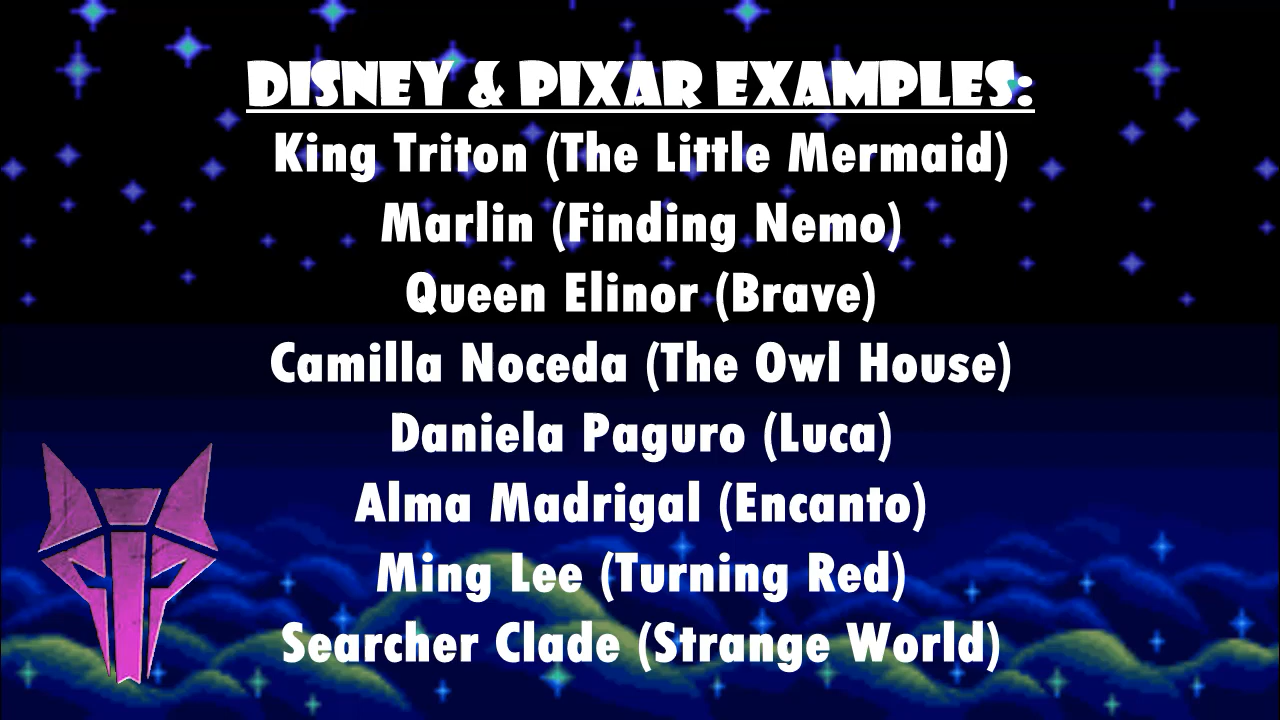 DISNEY & PIXAR EXAMPLES:
King Triton (The Little Mermaid)
Marlin (Finding Nemo)
Queen Elinor (Brave)
Camilla Noceda (The Owl House)
Daniela Paguro (Luca)
Alma Madrigal (Encanto)
Ming Lee (Turning Red)
Searcher Clade (Strange World)